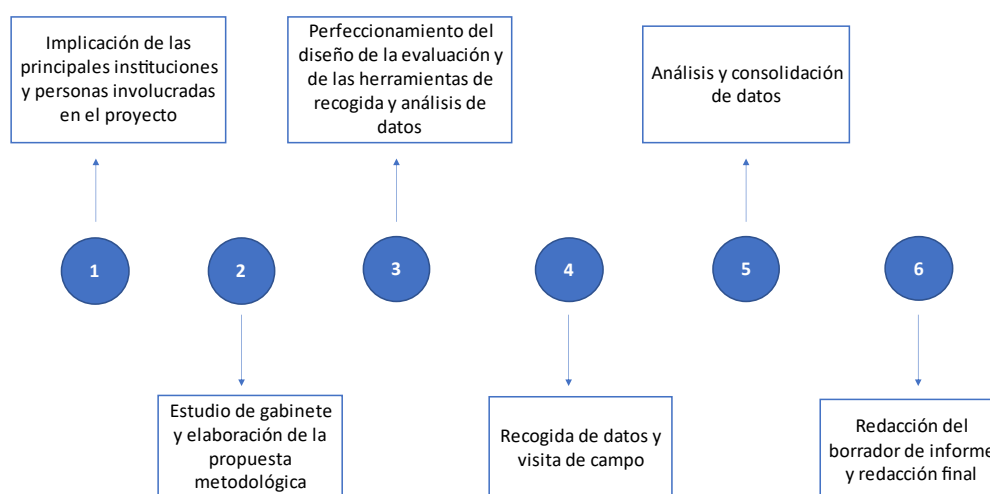 Implicación de las
principales instituciones
y personas involucradas
en el proyecto
Perfeccionamiento del
diseño de la evaluación y
de las herramientas de
recogida y análisis de
datos
Análisis y consolidación
de datos
1
2
3
4
5
6
Estudio de gabinete
y elaboración de la
propuesta
metodológica
Recogida de datos y
visita de campo
Redacción del
borrador de informe
y redacción final